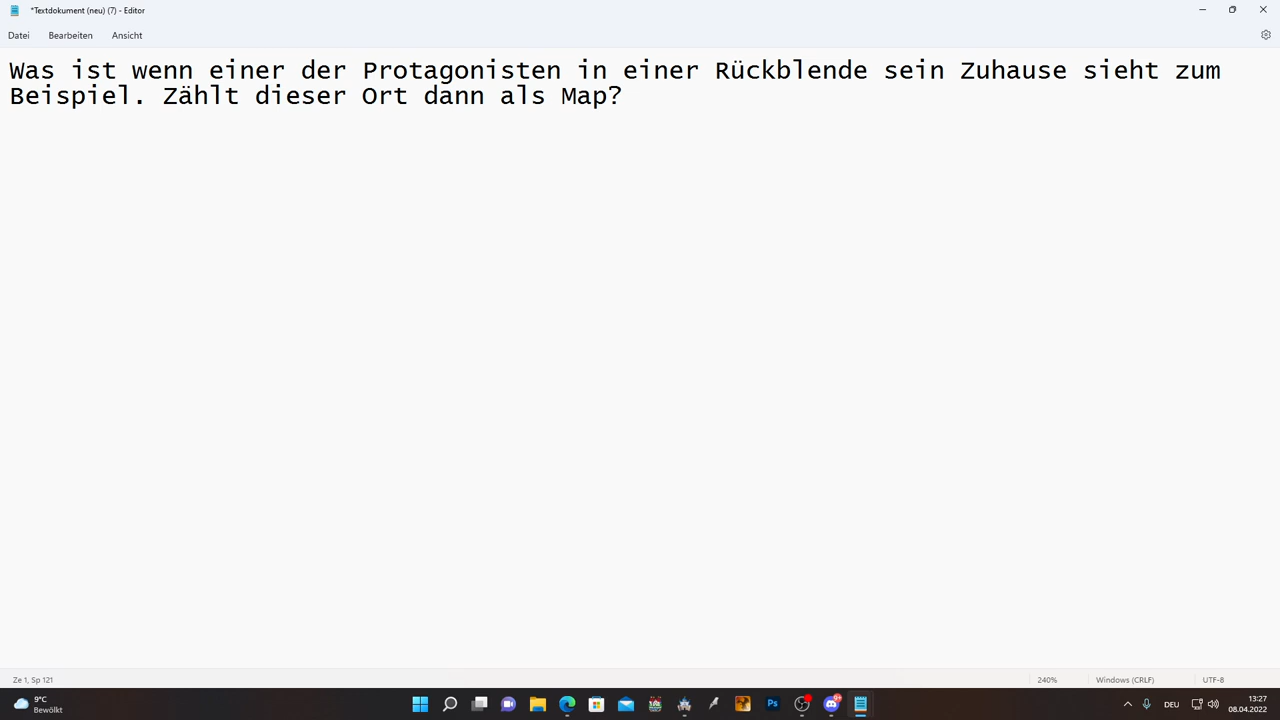 *Textdokument (neu) (7) - Editor
Datei Bearbeiten Ansicht
Was ist wenn einer der Protagonisten in einer Rückblende sein Zuhause sieht zum
Beispiel. Zählt dieser Ort dann als Map?
Ze 1, Sp 121 240% Windows (CRLF) UTF-8
9°C
Bewölkt
Ps
9+
DEU
13:27
08.04.2022